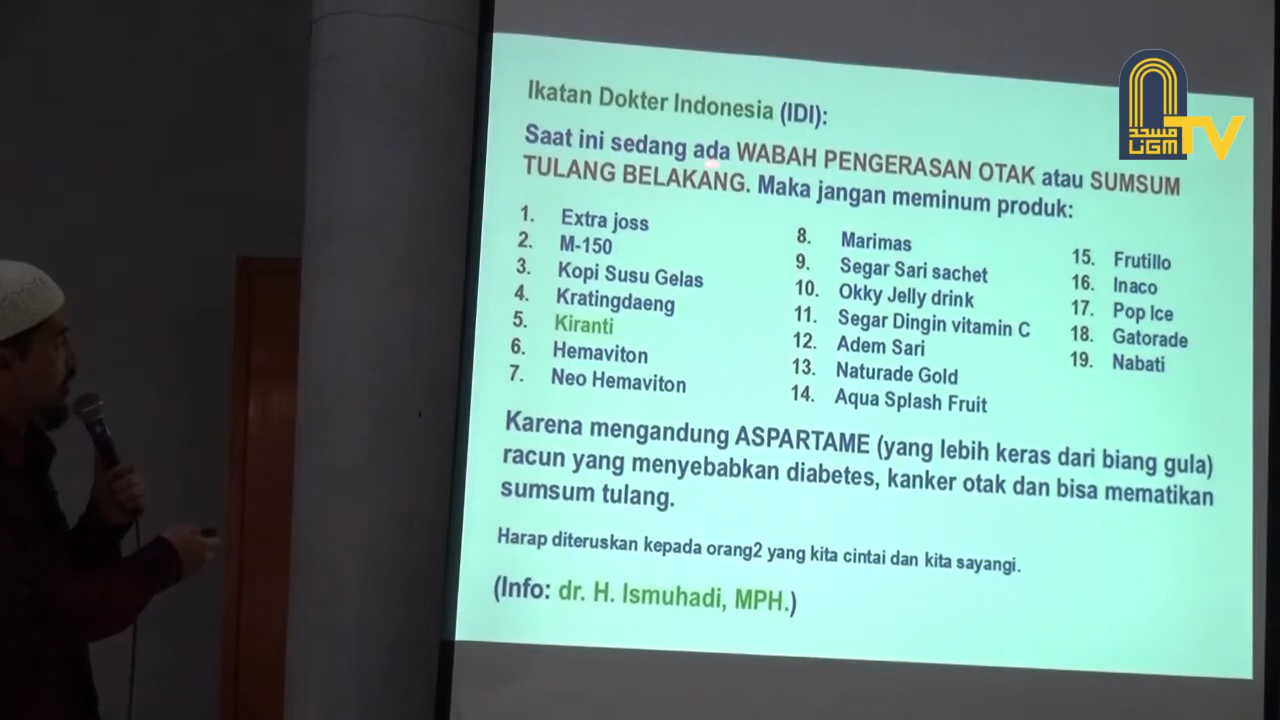 Ikatan Dokter Indonesia (IDI):
Saat ini sedang ada WABAH PENGERASAN OTAK atau SUMSUM
TULANG BELAKANG. Maka jangan meminum produk:
1. Extra joss
2. M-150
3. Kopi Susu Gelas
4. Kratingdaeng
5. Kiranti
6. Hemaviton
7. Neo Hemaviton
8. Marimas
9. Segar Sari sachet
10. Okky Jelly drink
11. Segar Dingin vitamin C
12. Adem Sari
13. Naturade Gold
14. Aqua Splash Fruit
15. Frutillo
16. Inaco
17. Pop Ice
18. Gatorade
19. Nabati
Karena mengandung ASPARTAME (yang lebih keras dari biang gula)
racun yang menyebabkan diabetes, kanker otak dan bisa mematikan
sumsum tulang.
Harap diteruskan kepada orang2 yang kita cintai dan kita sayangi.
(Info: dr. H. Ismuhadi, MPH.)
مسجد
UGM
TV